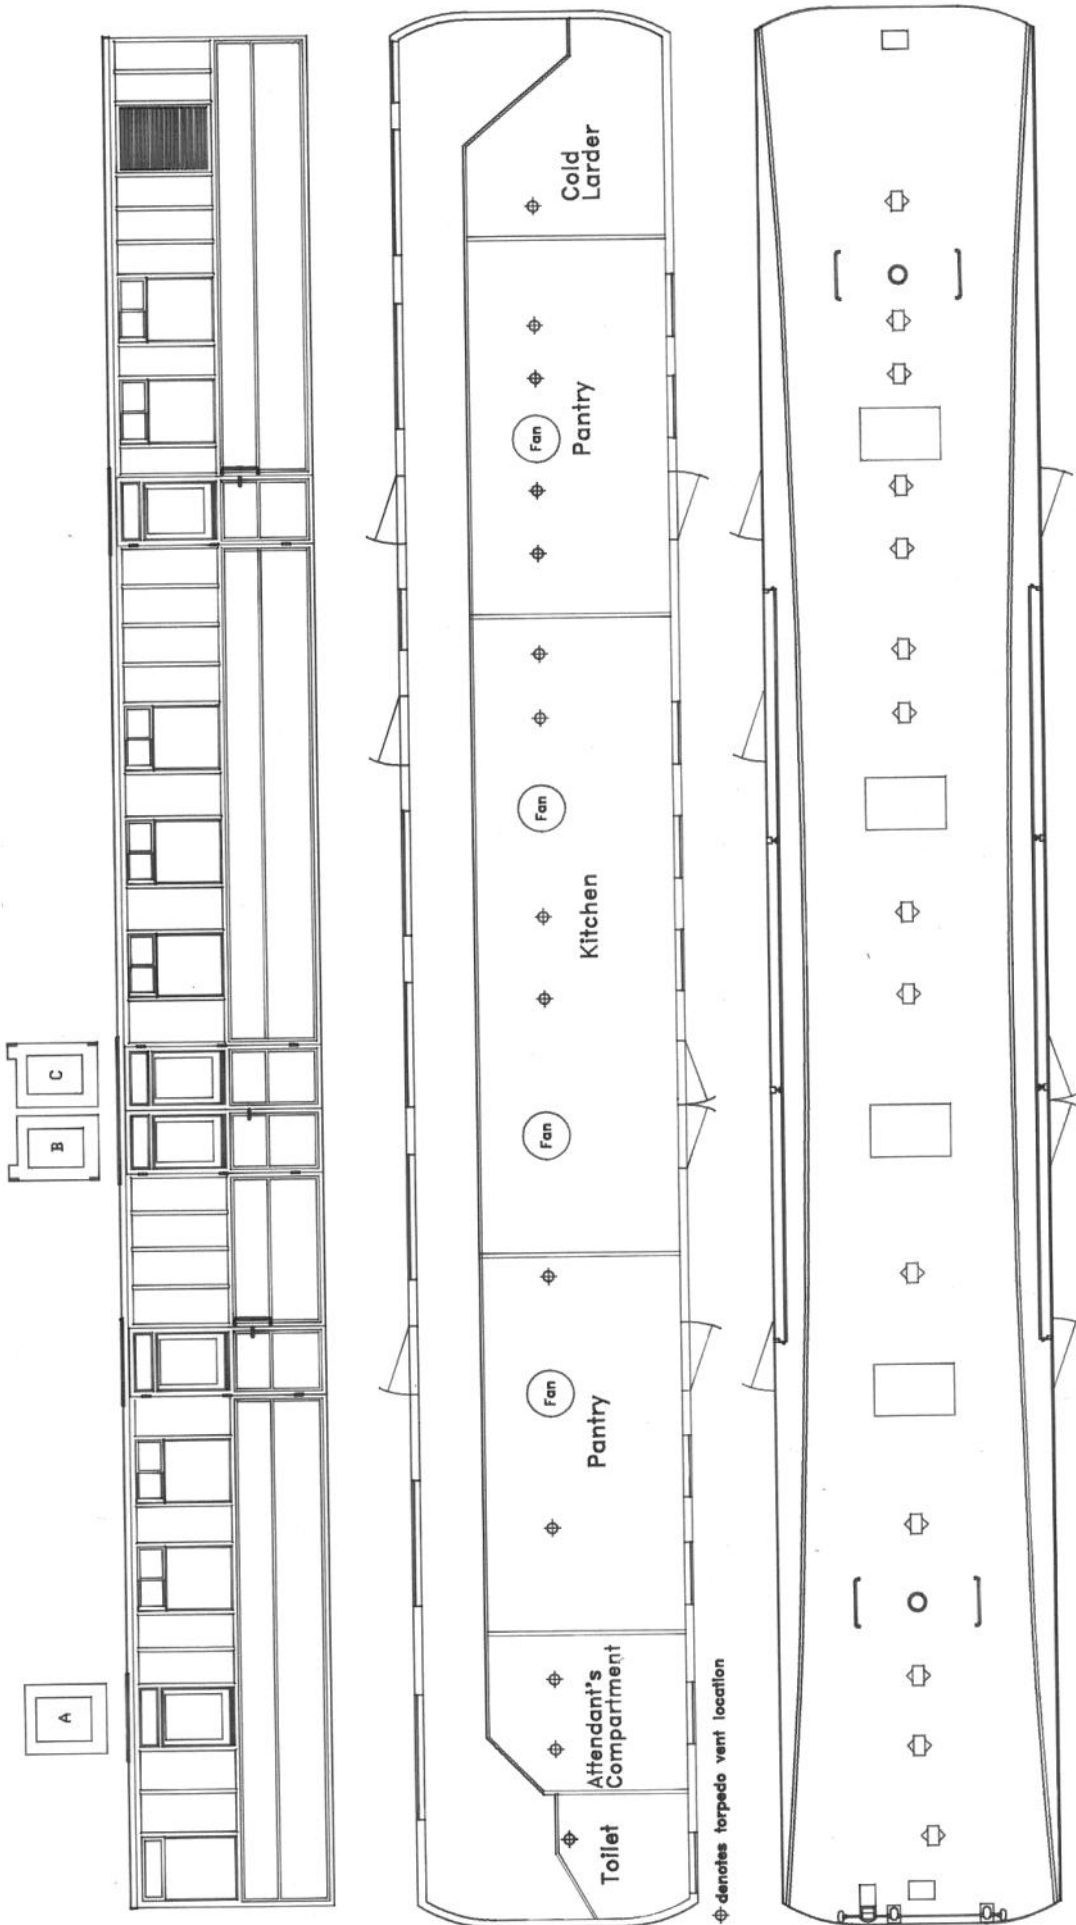 A
B
C
Toilet
Attendant's
Compartment
Pantry
Fan
Fan
Kitchen
Fan
Fan
Pantry
Cold
Larder
denotes torpedo vent location